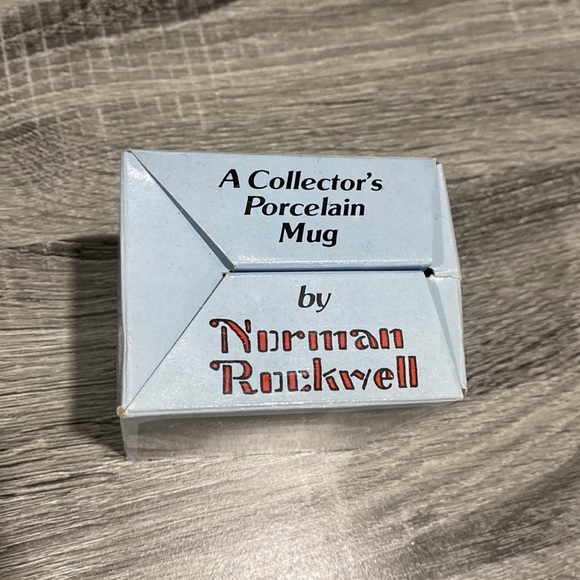 A Collector's
Porcelain
Mug
by
Norman
Rockwell